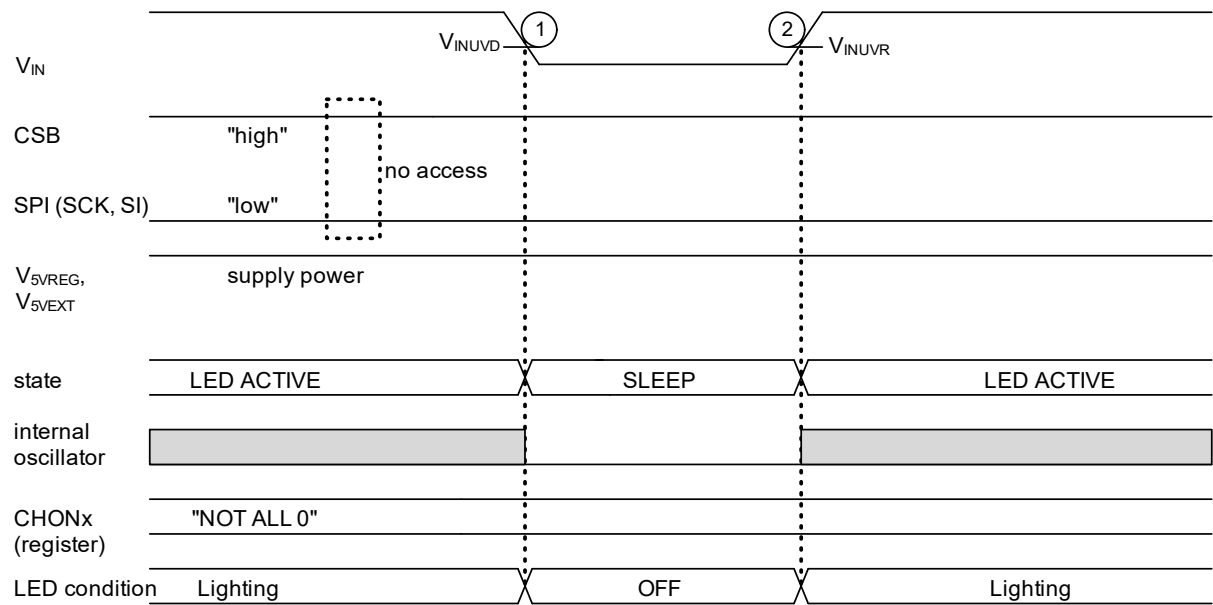 1
2
VINUVD
VINUVR
VIN
CSB
"high"
no access
SPI (SCK, SI)
"low"
V5VREG,
V5VEXT
supply power
state
LED ACTIVE
SLEEP
LED ACTIVE
internal
oscillator
CHONx
(register)
"NOT ALL 0"
LED condition
Lighting
OFF
Lighting